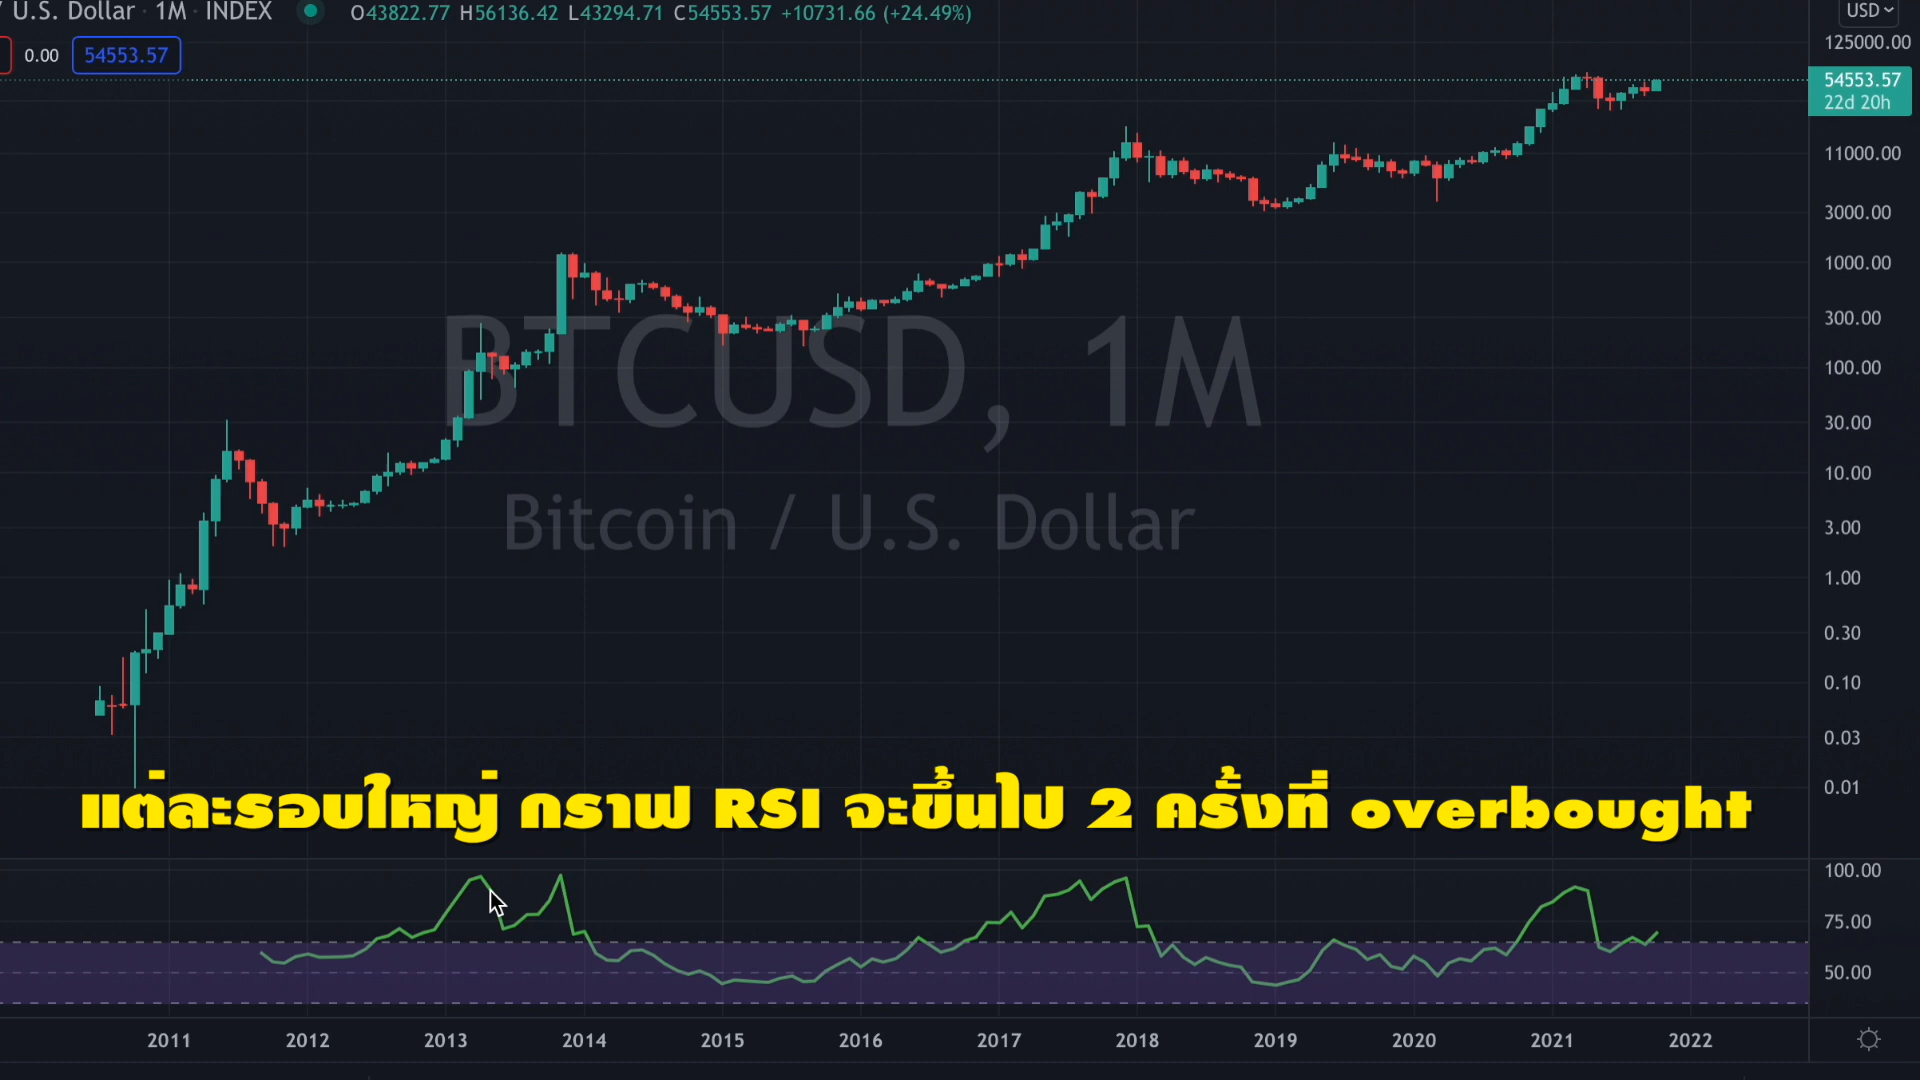 U.S. Dollar · 1M · INDEX O43822.77 H56136.42 L43294.71 C54553.57 +10731.66 (+24.49%)
USD
0.00 54553.57
125000.00
54553.57
22d 20h
11000.00
3000.00
1000.00
300.00
100.00
30.00
10.00
3.00
1.00
0.30
0.10
0.03
0.01
BTCUSD, 1M
Bitcoin / U.S. Dollar
แต่ละรอบใหญ่ กราฟ RSI จะขึ้นไป 2 ครั้งที่ overbought
100.00
75.00
50.00
2011 2012 2013 2014 2015 2016 2017 2018 2019 2020 2021 2022